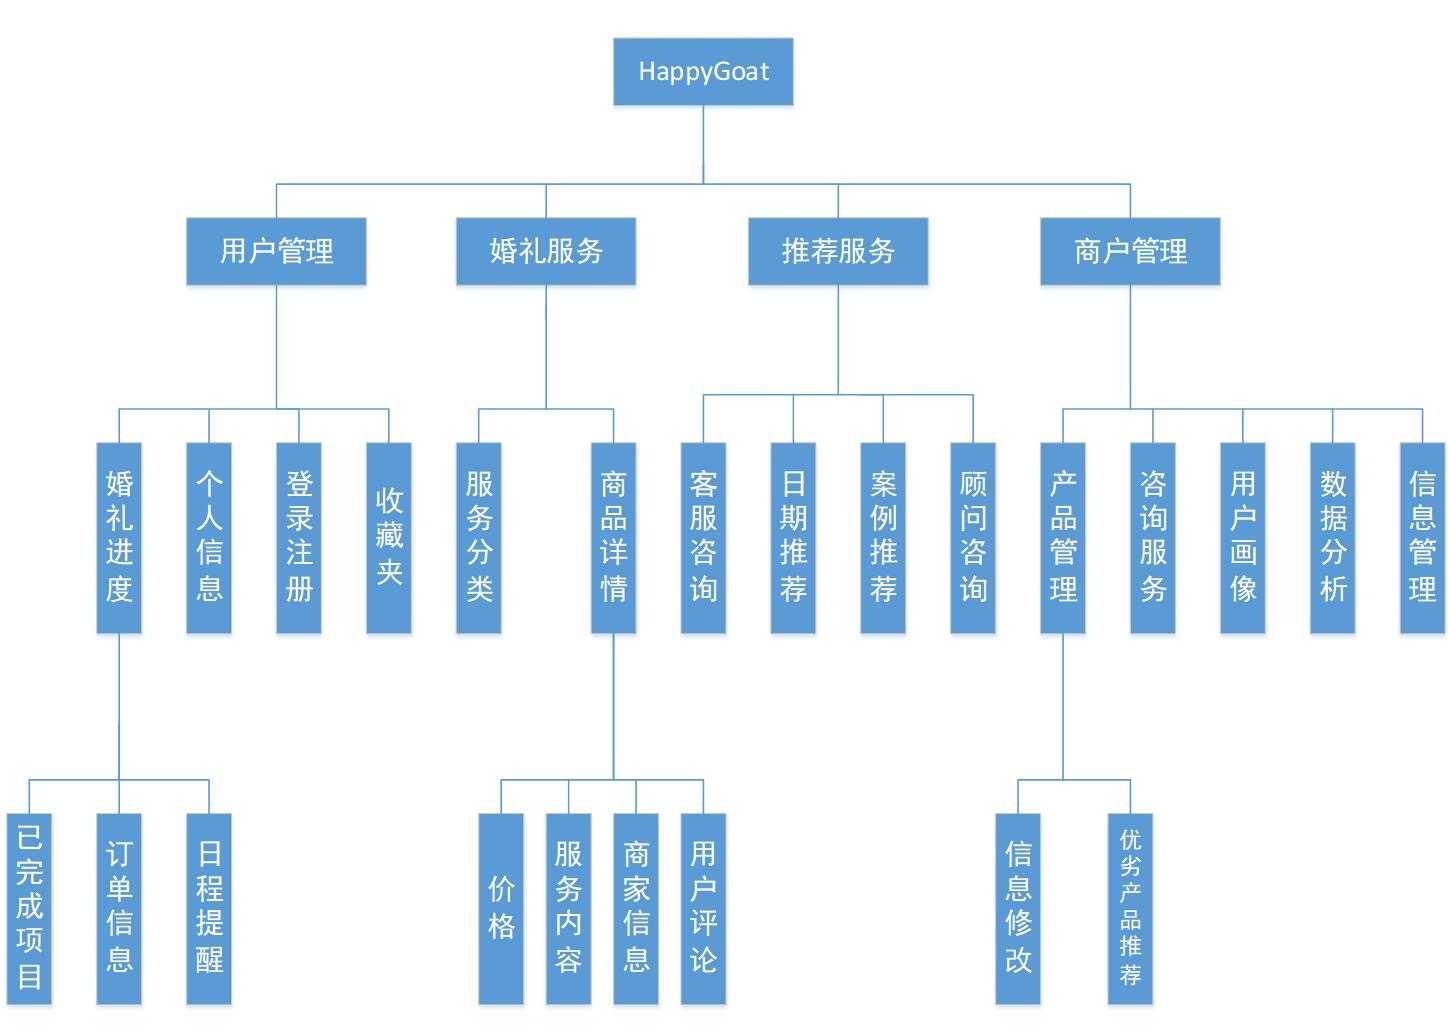 HappyGoat
用户管理
婚礼服务
推荐服务
商户管理
婚礼进度
个人信息
登录注册
收藏夹
服务分类
商品详情
客服咨询
日期推荐
案例推荐
顾问咨询
产品管理
咨询服务
用户画像
数据分析
信息管理
已完成项目
订单信息
日程提醒
价格
服务内容
商家信息
用户评论
信息修改
优劣产品推荐